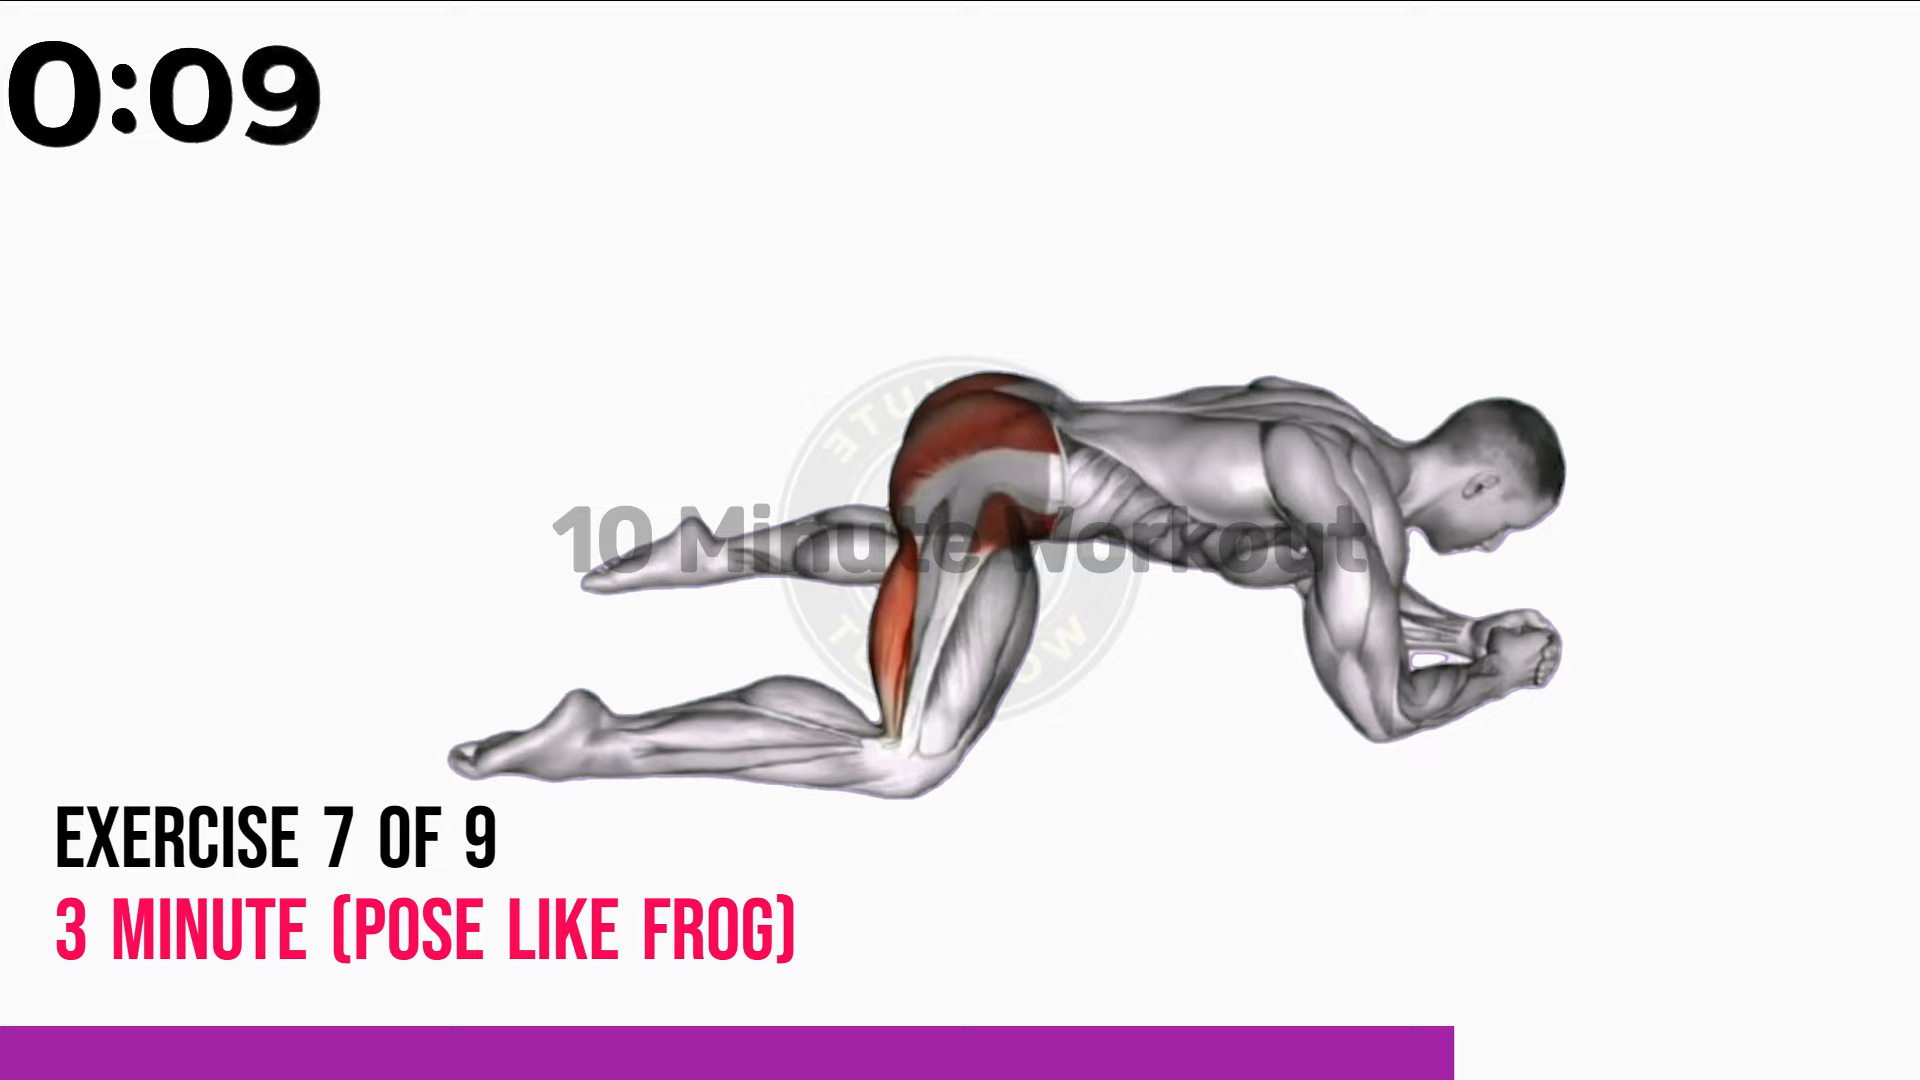 0:09
10 Minute Workout
EXERCISE 7 OF 9
3 MINUTE (POSE LIKE FROG)